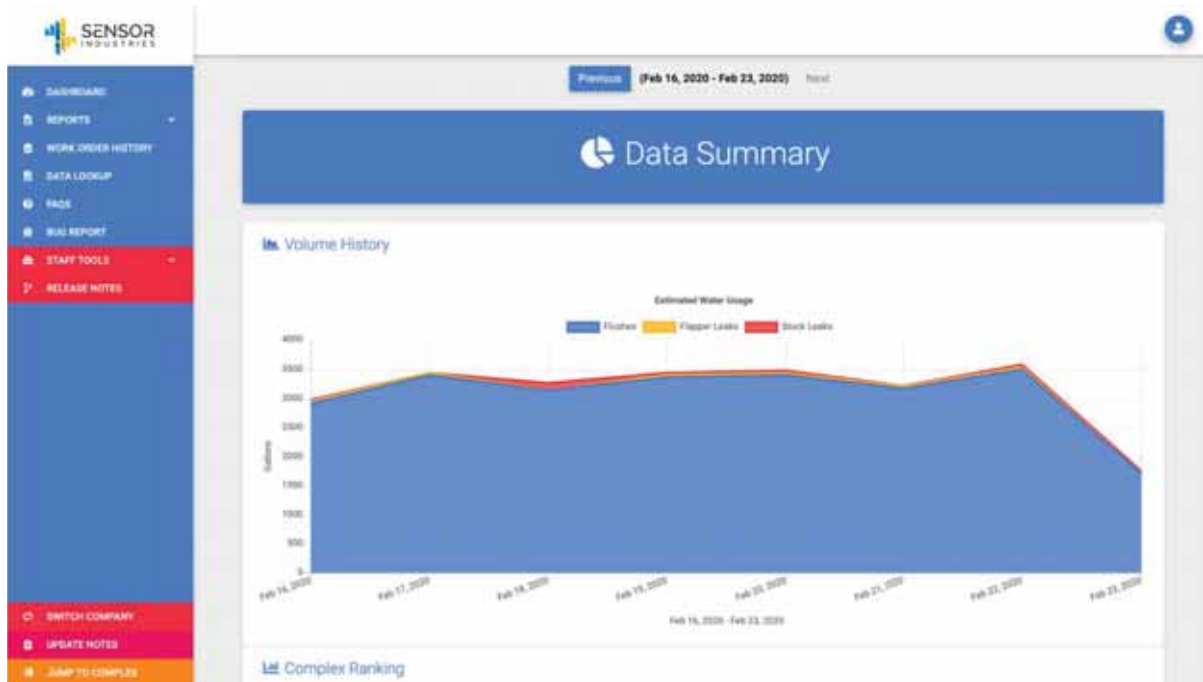 SENSOR
INDUSTRIES
Previous (Feb 16, 2020 - Feb 23, 2020) Next
DASHBOARD
REPORTS
WORK ORDER HISTORY
DATA LOOKUP
FAQS
BUG REPORT
STAFF TOOLS
RELEASE NOTES
SWITCH COMPANY
UPDATE NOTES
JUMP TO COMPLEX
Data Summary
Volume History
Estimated Water Usage
Flushes Flapper Leaks Stuck Leaks
4000
3500
3000
2500
2000
1500
1000
500
0
Gallons
Feb 16, 2020 Feb 17, 2020 Feb 18, 2020 Feb 19, 2020 Feb 20, 2020 Feb 21, 2020 Feb 22, 2020 Feb 23, 2020
Feb 16, 2020 - Feb 23, 2020
Complex Ranking